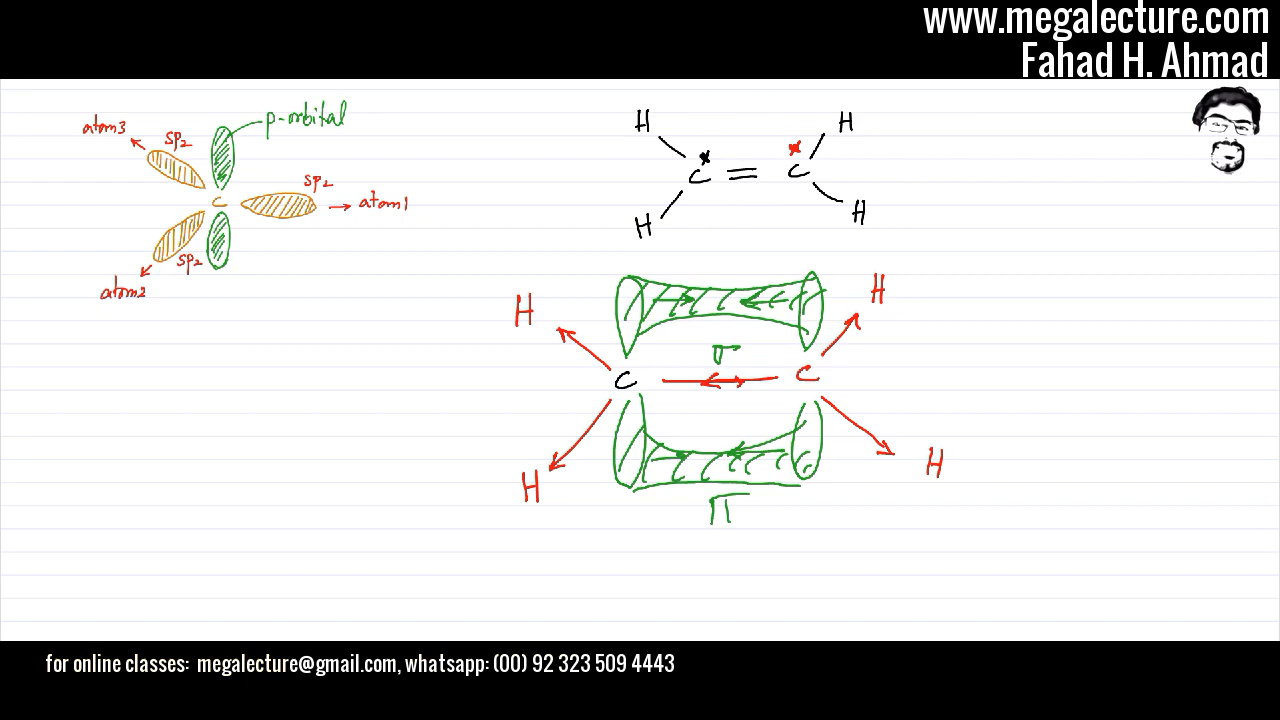 www.megalecture.com
Fahad H. Ahmad
p-orbital
atom3
sp2
C
sp2
atom1
sp2
atom2
H
H
C = C
H
H
H
H
σ
C
C
H
H
π
for online classes: megalecture@gmail.com, whatsapp: (00) 92 323 509 4443